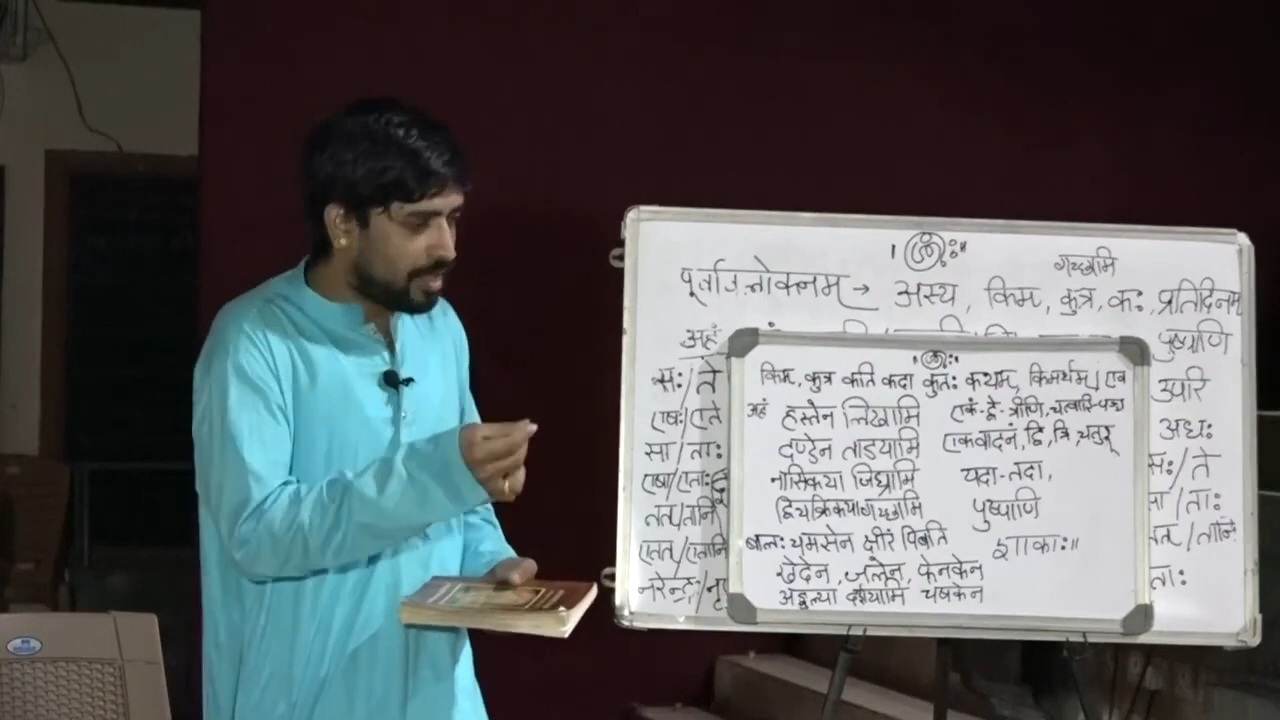 गच्छामि
पूर्वावलोकनम् → अस्य, किम्, कुत्र, कः, प्रतिदिनम्
अहं
पुष्पाणि
सः/ते
उपरि
एषः/एते
अधः
सा/ताः
सः/ते
एषा/एताः
सा/ताः
तत्/तानि
तत्/तानि
एतत्/एतानि
ताः
नरेन्द्रः/
किम्, कुत्र कति कदा कुतः कथम्, किमर्थम् | एव
अहं हस्तेन लिखामि एकं-द्वे-त्रीणि, चत्वारि-पञ्च
दण्डेन ताडयामि एकवादनं, द्वि, त्रि, चतुर्
नासिकया जिघ्रामि यदा-तदा,
द्विचक्रिकया गच्छामि पुष्पाणि
बालः चमसेन क्षीरं पिबति शाकाः॥
स्वेदेन, जलेन, फेनकेन
अङ्गुल्या दर्शयामि चषकेन